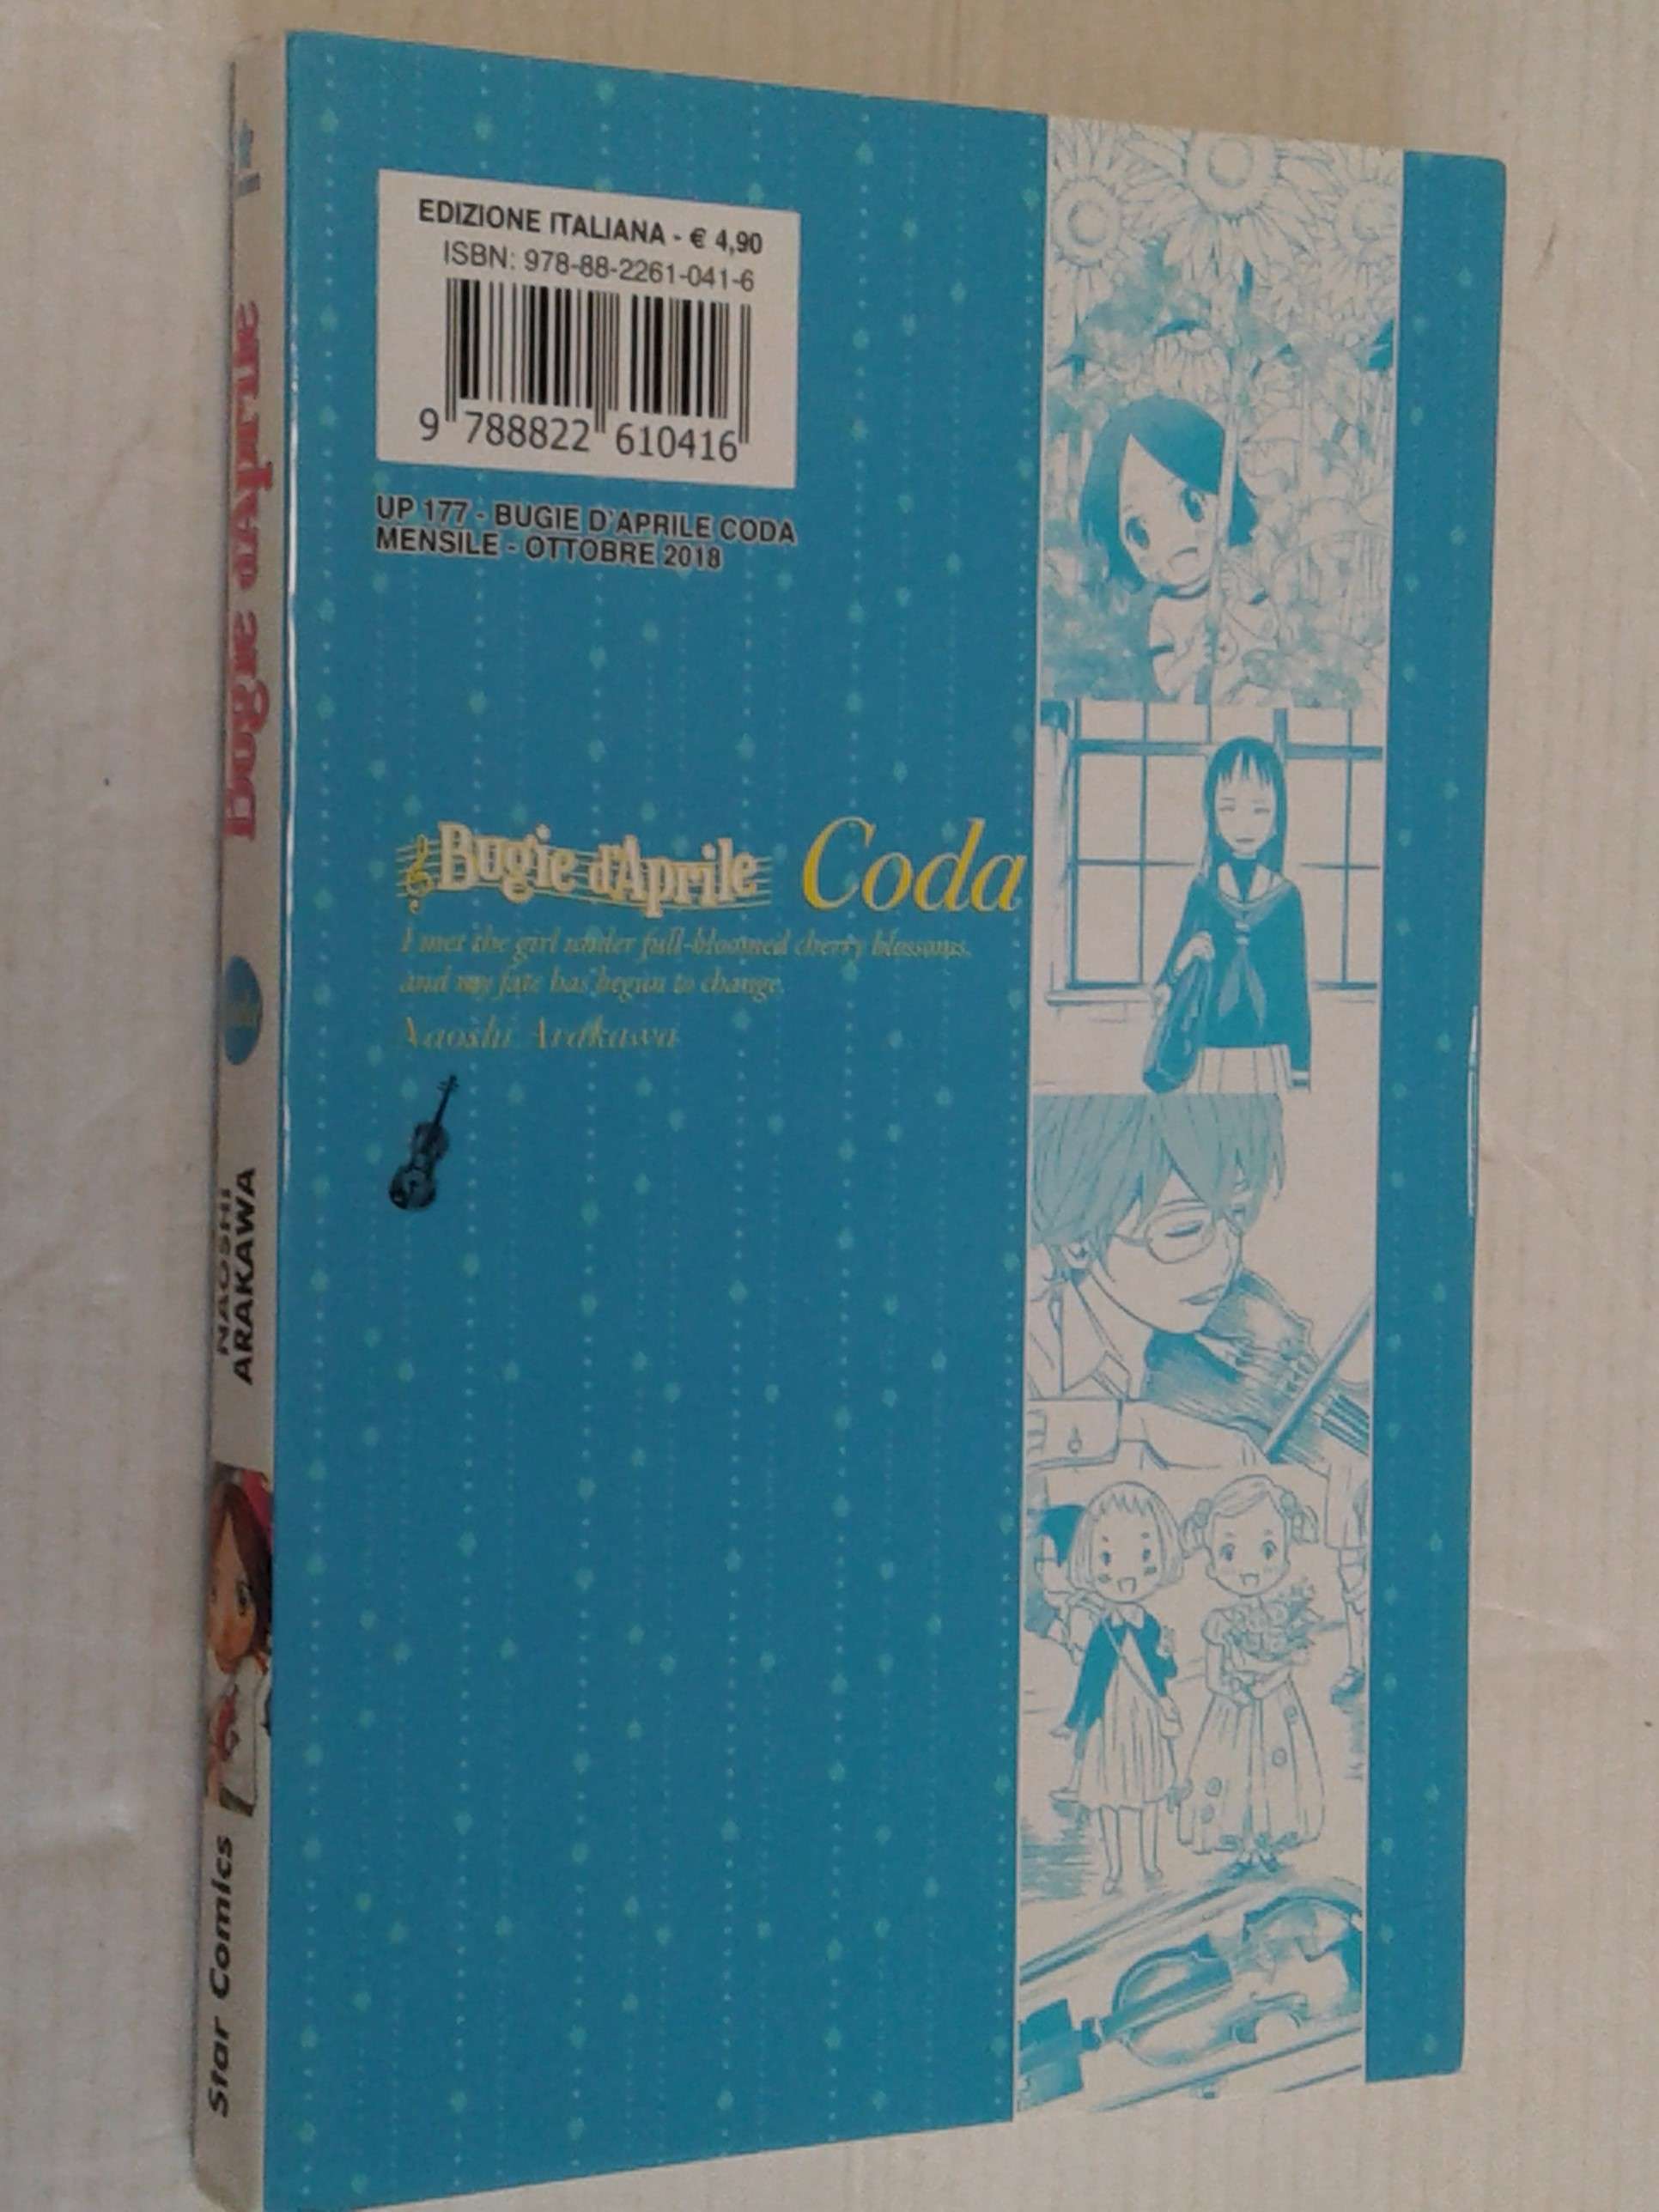 EDIZIONE ITALIANA - € 4,90
ISBN: 978-88-2261-041-6
9 788822 610416
UP 177 - BUGIE D'APRILE CODA
MENSILE - OTTOBRE 2018
Bugie d'Aprile Coda
I met the girl under full-bloomed cherry blossoms,
and my fate has begun to change.
Naoshi Arakawa
Bugie d'Aprile
NAOSHI
ARAKAWA
Star Comics